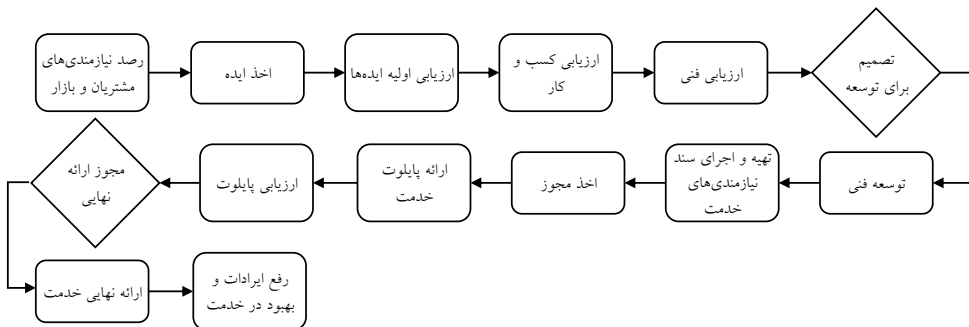 رصد نیازمندی‌های
مشتریان و بازار
اخذ ایده
ارزیابی اولیه ایده‌ها
ارزیابی کسب و
کار
ارزیابی فنی
تصمیم
برای توسعه
توسعه فنی
تهیه و اجرای سند
نیازمندی‌های
خدمت
اخذ مجوز
ارائه پایلوت
خدمت
ارزیابی پایلوت
مجوز ارائه
نهایی
ارائه نهایی خدمت
رفع ایرادات و
بهبود در خدمت